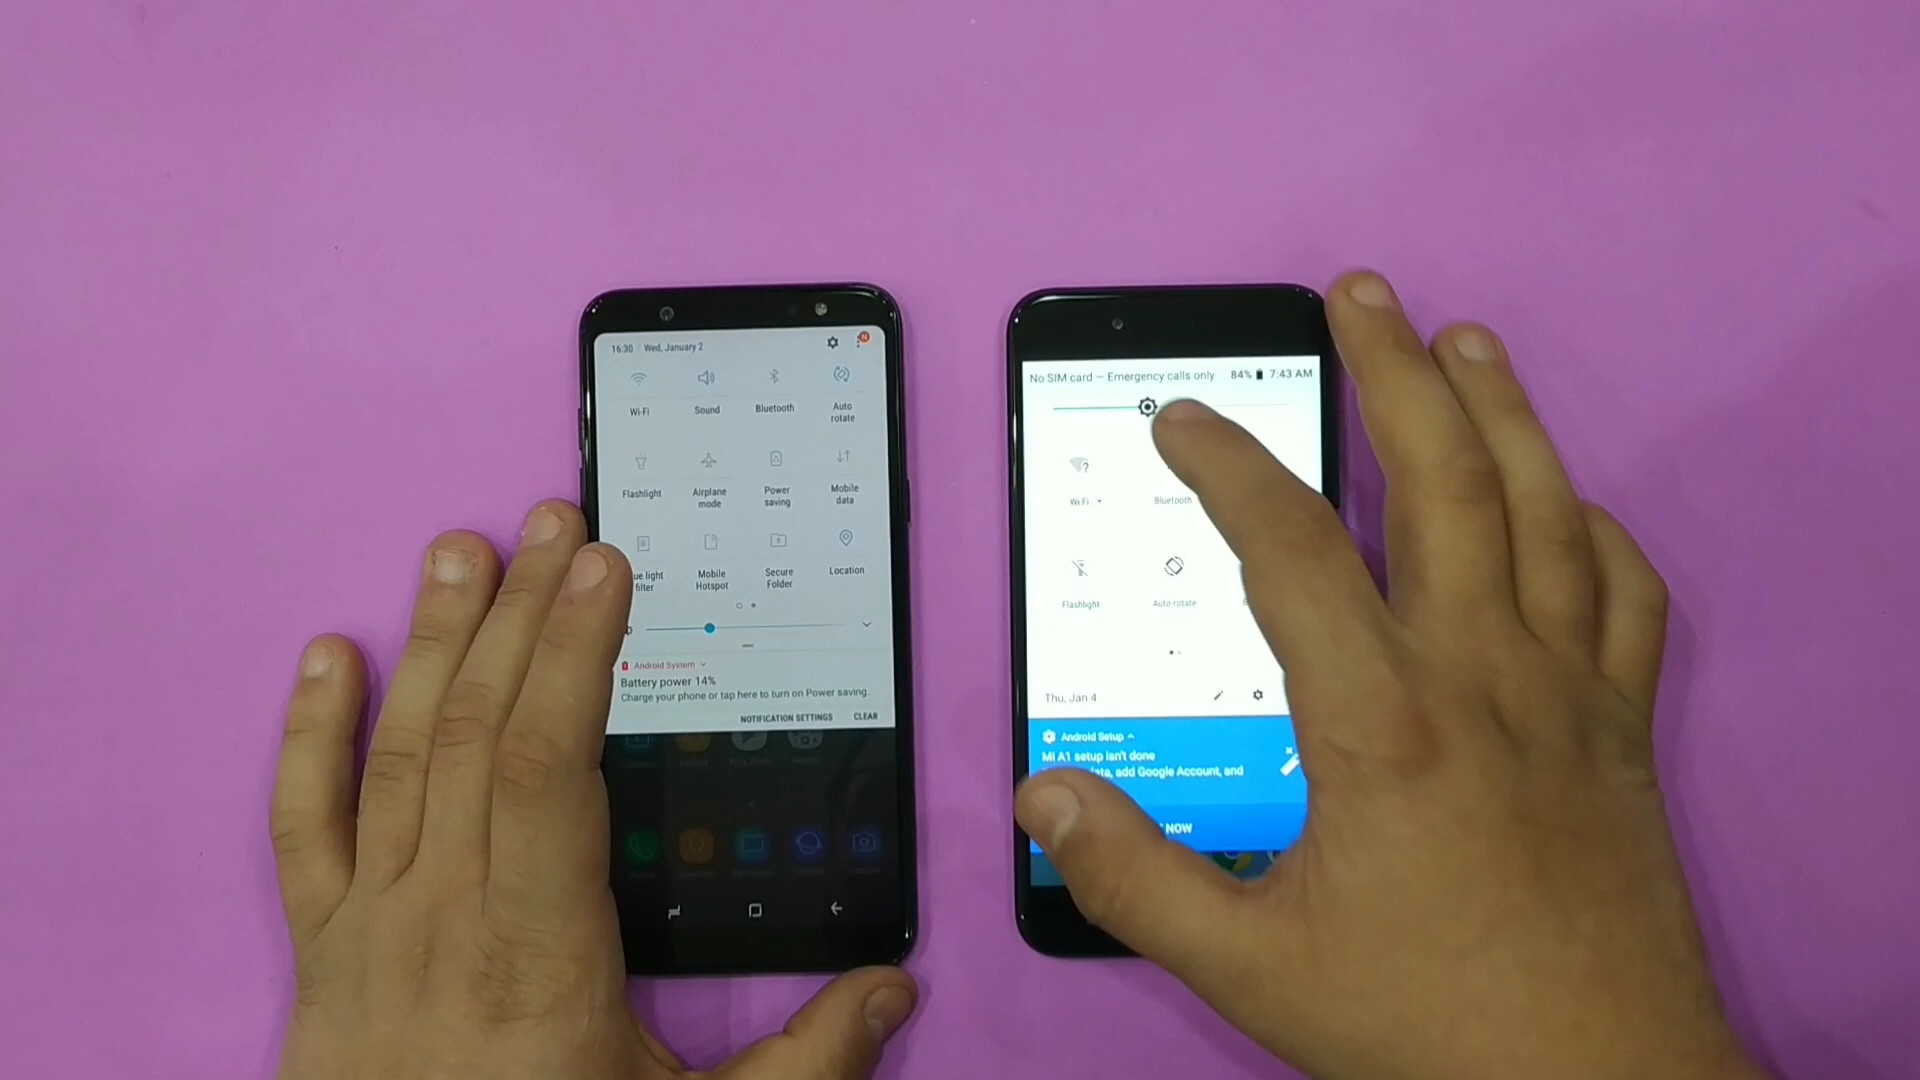 16:30 Wed, January 2
N
Wi-Fi
Sound
Bluetooth
Auto
rotate
Flashlight
Airplane
mode
Power
saving
Mobile
data
ue light
filter
Mobile
Hotspot
Secure
Folder
Location
Android System
Battery power 14%
Charge your phone or tap here to turn on Power saving.
NOTIFICATION SETTINGS CLEAR
No SIM card — Emergency calls only 84% 7:43 AM
?
Wi-Fi
Bluetooth
Flashlight
Auto-rotate
Thu, Jan 4
Android Setup
Mi A1 setup isn't done
add Google Account, and
NOW